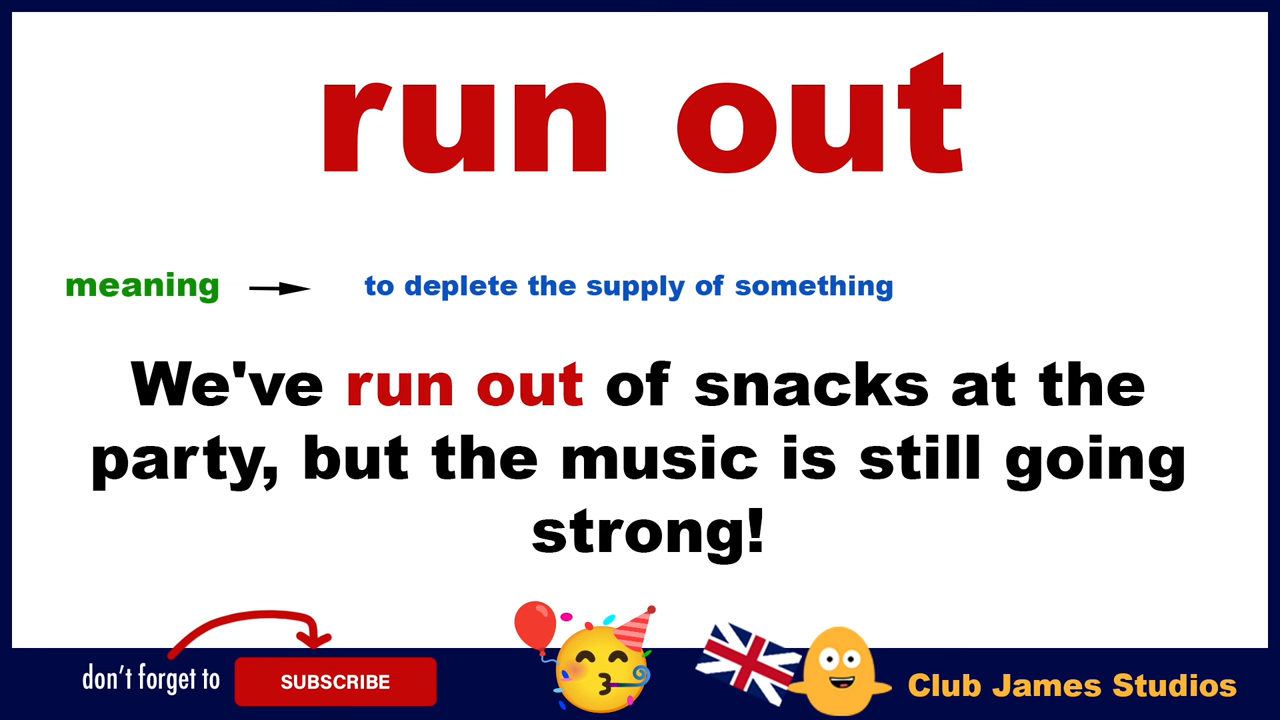 run out
meaning
to deplete the supply of something
We've run out of snacks at the
party, but the music is still going
strong!
don't forget to
SUBSCRIBE
Club James Studios